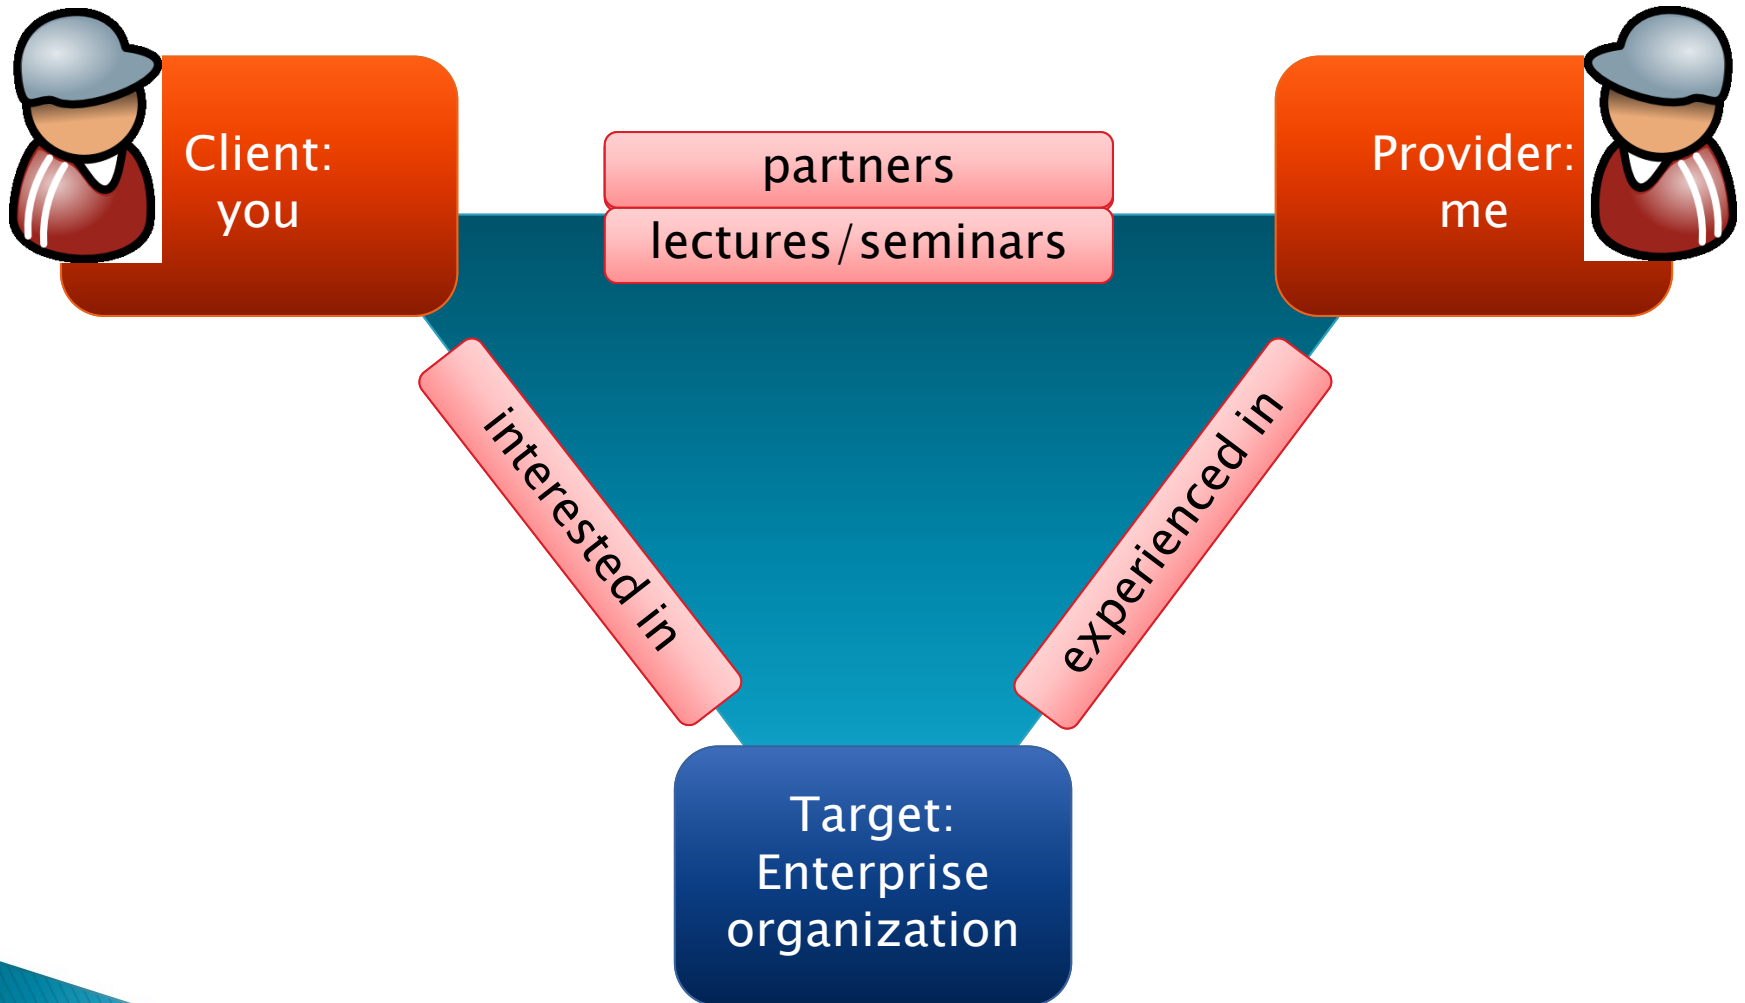 Client:
you
partners
lectures/seminars
Provider:
me
interested in
experienced in
Target:
Enterprise
organization